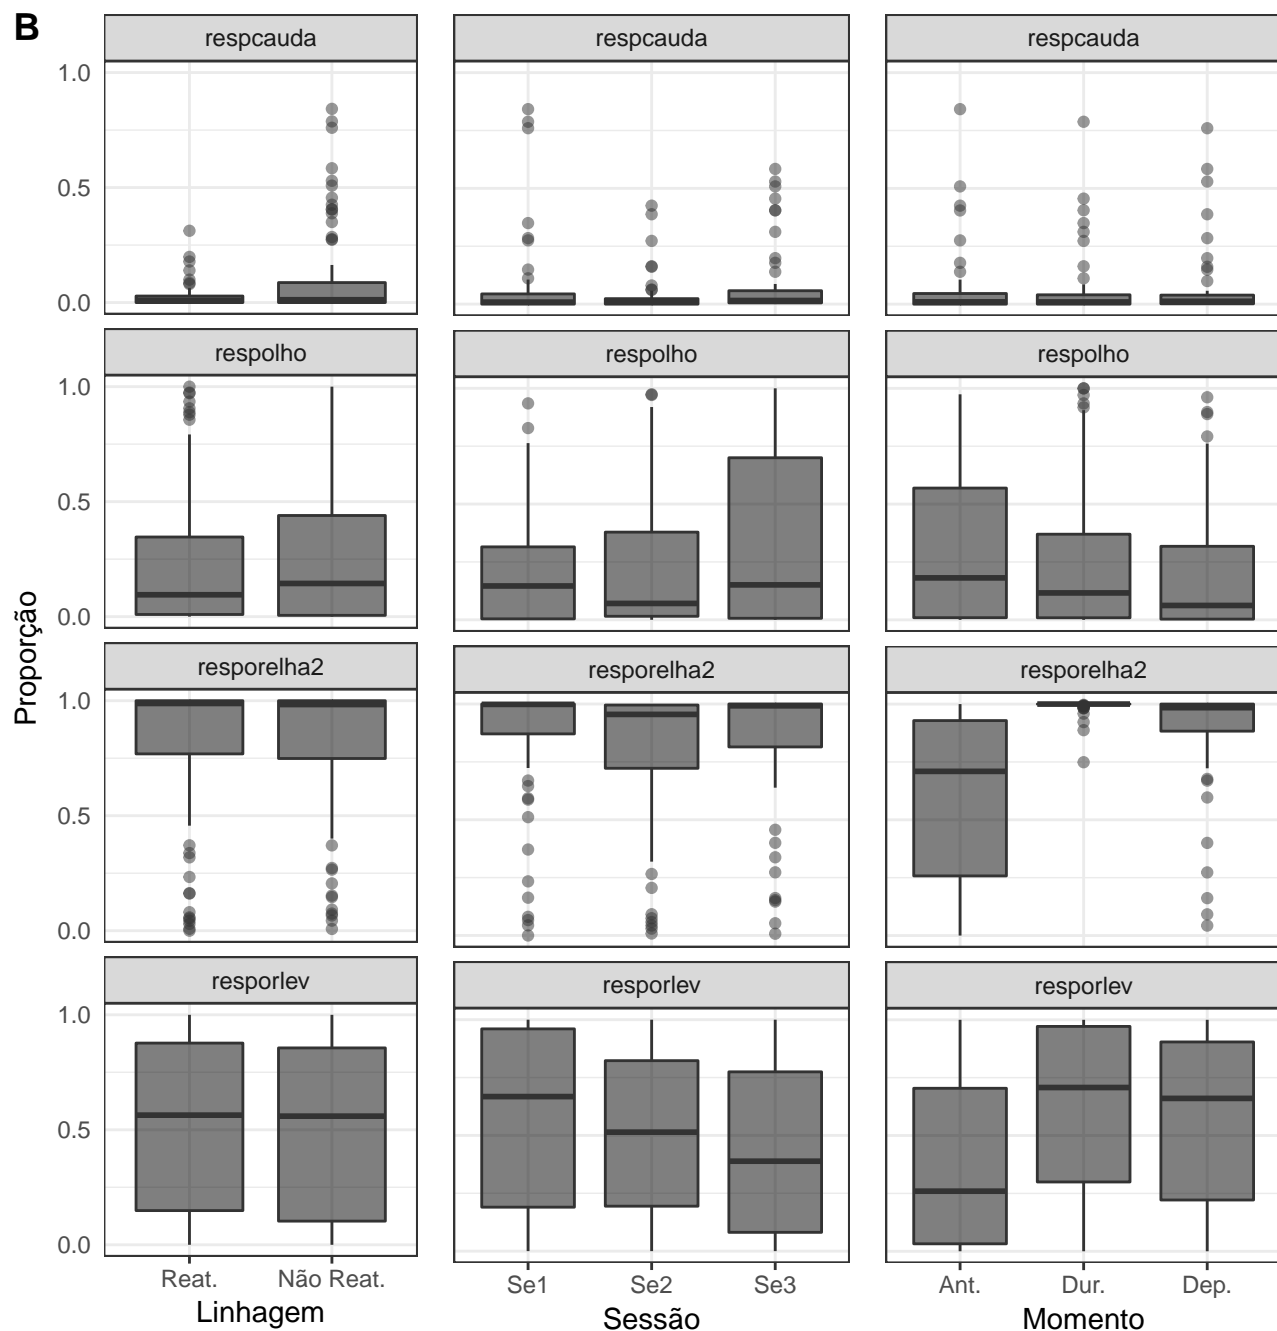 B
respcauda respcauda respcauda
1.0
0.5
0.0
respolho respolho respolho
1.0
0.5
0.0
Proporção
resporelha2 resporelha2 resporelha2
1.0
0.5
0.0
resporlev resporlev resporlev
1.0
0.5
0.0
Reat. Não Reat. Se1 Se2 Se3 Ant. Dur. Dep.
Linhagem Sessão Momento